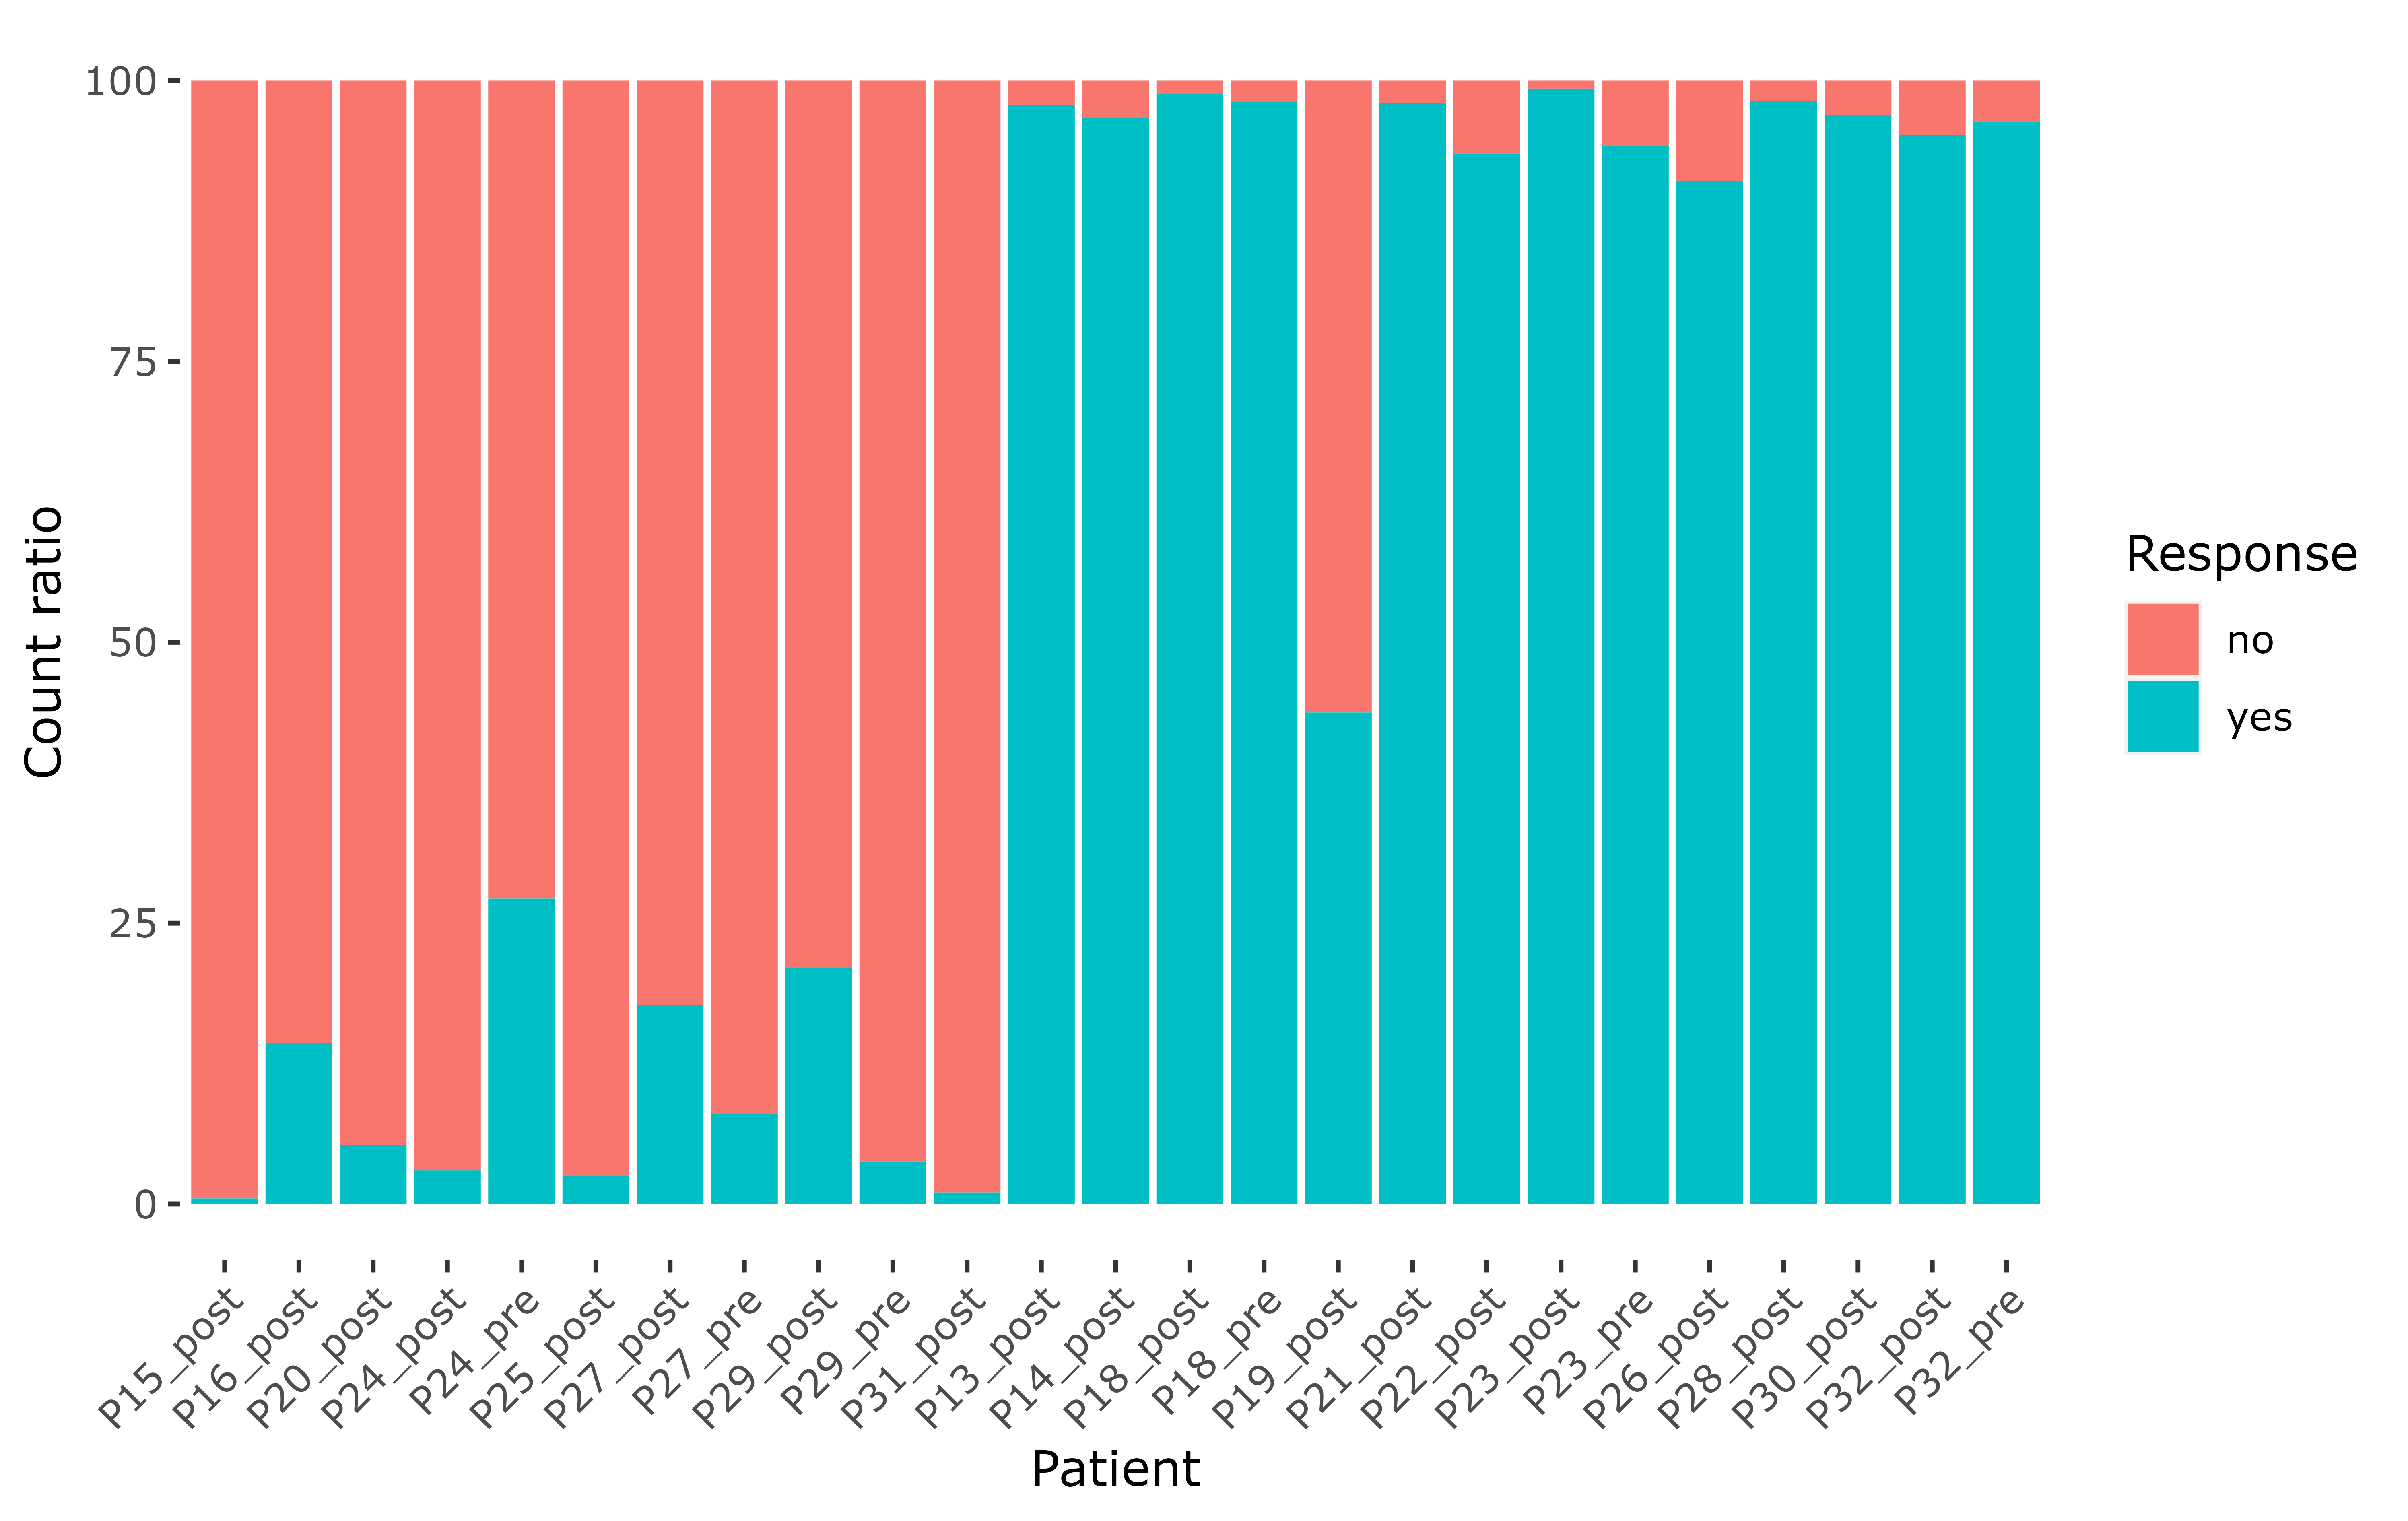 100
75
50
25
0
Count ratio
P15_post
P16_post
P20_post
P24_post
P24_pre
P25_post
P27_post
P27_pre
P29_post
P29_pre
P31_post
P13_post
P14_post
P18_post
P18_pre
P19_post
P21_post
P22_post
P23_post
P23_pre
P26_post
P28_post
P30_post
P32_post
P32_pre
Patient
Response
no
yes